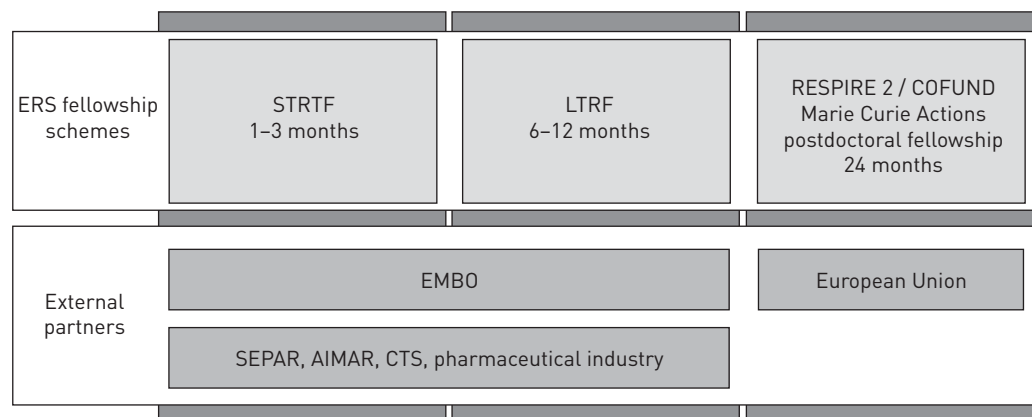 ERS fellowship
schemes
STRTF
1–3 months
LTRF
6–12 months
RESPIRE 2 / COFUND
Marie Curie Actions
postdoctoral fellowship
24 months
External
partners
EMBO
European Union
SEPAR, AIMAR, CTS, pharmaceutical industry